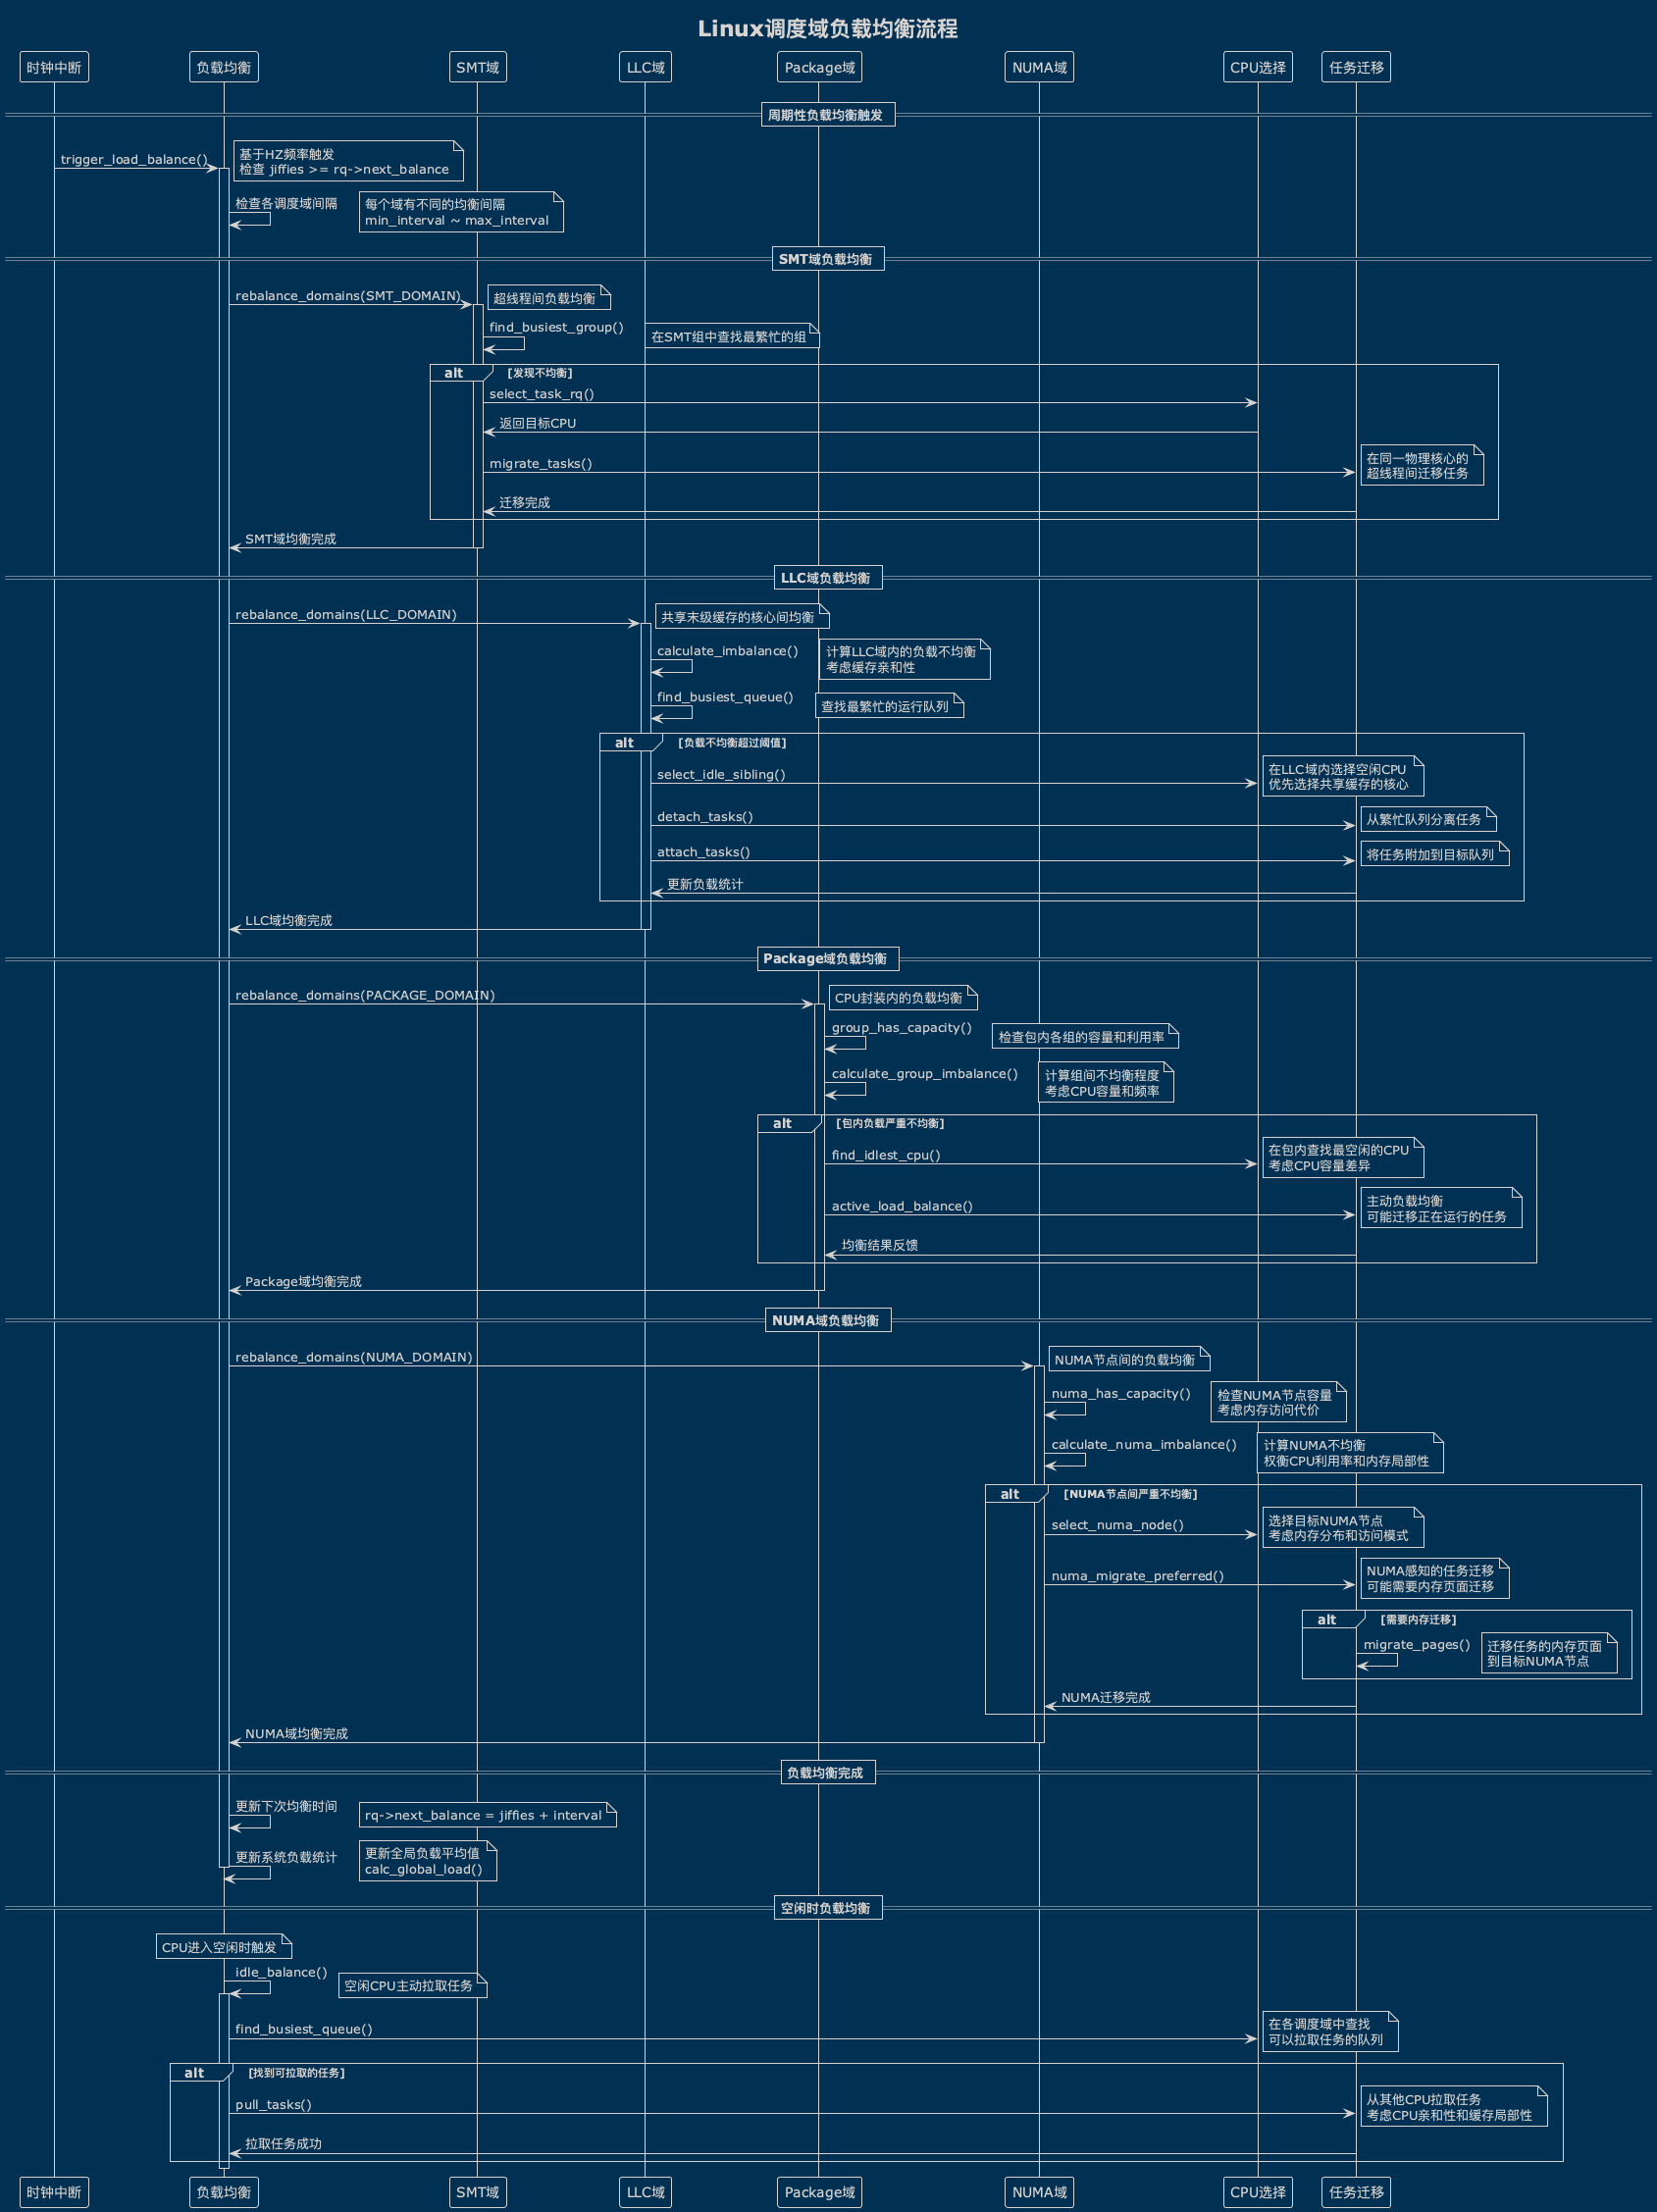 Linux调度域负载均衡流程
时钟中断
负载均衡
SMT域
LLC域
Package域
NUMA域
CPU选择
任务迁移
周期性负载均衡触发
trigger_load_balance()
基于HZ频率触发
检查 jiffies >= rq->next_balance
检查各调度域间隔
每个域有不同的均衡间隔
min_interval ~ max_interval
SMT域负载均衡
rebalance_domains(SMT_DOMAIN)
超线程间负载均衡
find_busiest_group()
在SMT组中查找最繁忙的组
alt
[发现不均衡]
select_task_rq()
返回目标CPU
migrate_tasks()
在同一物理核心的
超线程间迁移任务
迁移完成
SMT域均衡完成
LLC域负载均衡
rebalance_domains(LLC_DOMAIN)
共享末级缓存的核心间均衡
calculate_imbalance()
计算LLC域内的负载不均衡
考虑缓存亲和性
find_busiest_queue()
查找最繁忙的运行队列
alt
[负载不均衡超过阈值]
select_idle_sibling()
在LLC域内选择空闲CPU
优先选择共享缓存的核心
detach_tasks()
从繁忙队列分离任务
attach_tasks()
将任务附加到目标队列
更新负载统计
LLC域均衡完成
Package域负载均衡
rebalance_domains(PACKAGE_DOMAIN)
CPU封装内的负载均衡
group_has_capacity()
检查包内各组的容量和利用率
calculate_group_imbalance()
计算组间不均衡程度
考虑CPU容量和频率
alt
[包内负载严重不均衡]
find_idlest_cpu()
在包内查找最空闲的CPU
考虑CPU容量差异
active_load_balance()
主动负载均衡
可能迁移正在运行的任务
均衡结果反馈
Package域均衡完成
NUMA域负载均衡
rebalance_domains(NUMA_DOMAIN)
NUMA节点间的负载均衡
numa_has_capacity()
检查NUMA节点容量
考虑内存访问代价
calculate_numa_imbalance()
计算NUMA不均衡
权衡CPU利用率和内存局部性
alt
[NUMA节点间严重不均衡]
select_numa_node()
选择目标NUMA节点
考虑内存分布和访问模式
numa_migrate_preferred()
NUMA感知的任务迁移
可能需要内存页面迁移
alt
[需要内存迁移]
migrate_pages()
迁移任务的内存页面
到目标NUMA节点
NUMA迁移完成
NUMA域均衡完成
负载均衡完成
更新下次均衡时间
rq->next_balance = jiffies + interval
更新系统负载统计
更新全局负载平均值
calc_global_load()
空闲时负载均衡
CPU进入空闲时触发
idle_balance()
空闲CPU主动拉取任务
find_busiest_queue()
在各调度域中查找
可以拉取任务的队列
alt
[找到可拉取的任务]
pull_tasks()
从其他CPU拉取任务
考虑CPU亲和性和缓存局部性
拉取任务成功
时钟中断
负载均衡
SMT域
LLC域
Package域
NUMA域
CPU选择
任务迁移